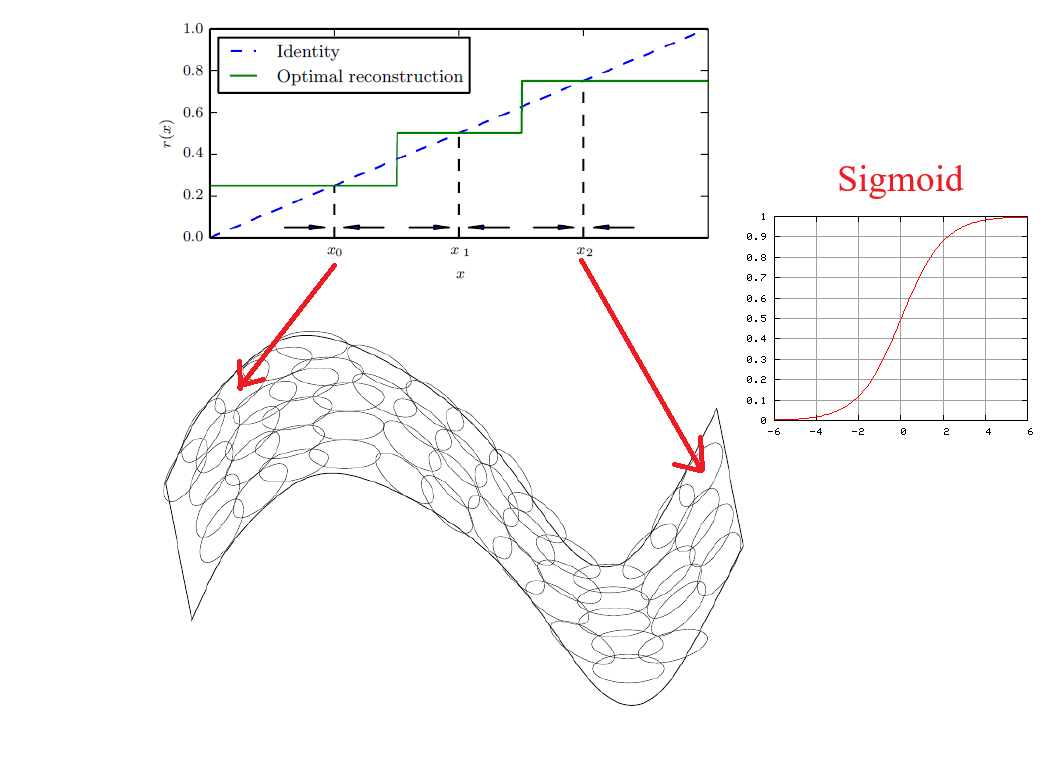 1.0
Identity
Optimal reconstruction
0.8
0.6
0.4
0.2
0.0
r(x)
x₀ x₁ x₂
x
Sigmoid
1
0.9
0.8
0.7
0.6
0.5
0.4
0.3
0.2
0.1
0
-6 -4 -2 0 2 4 6